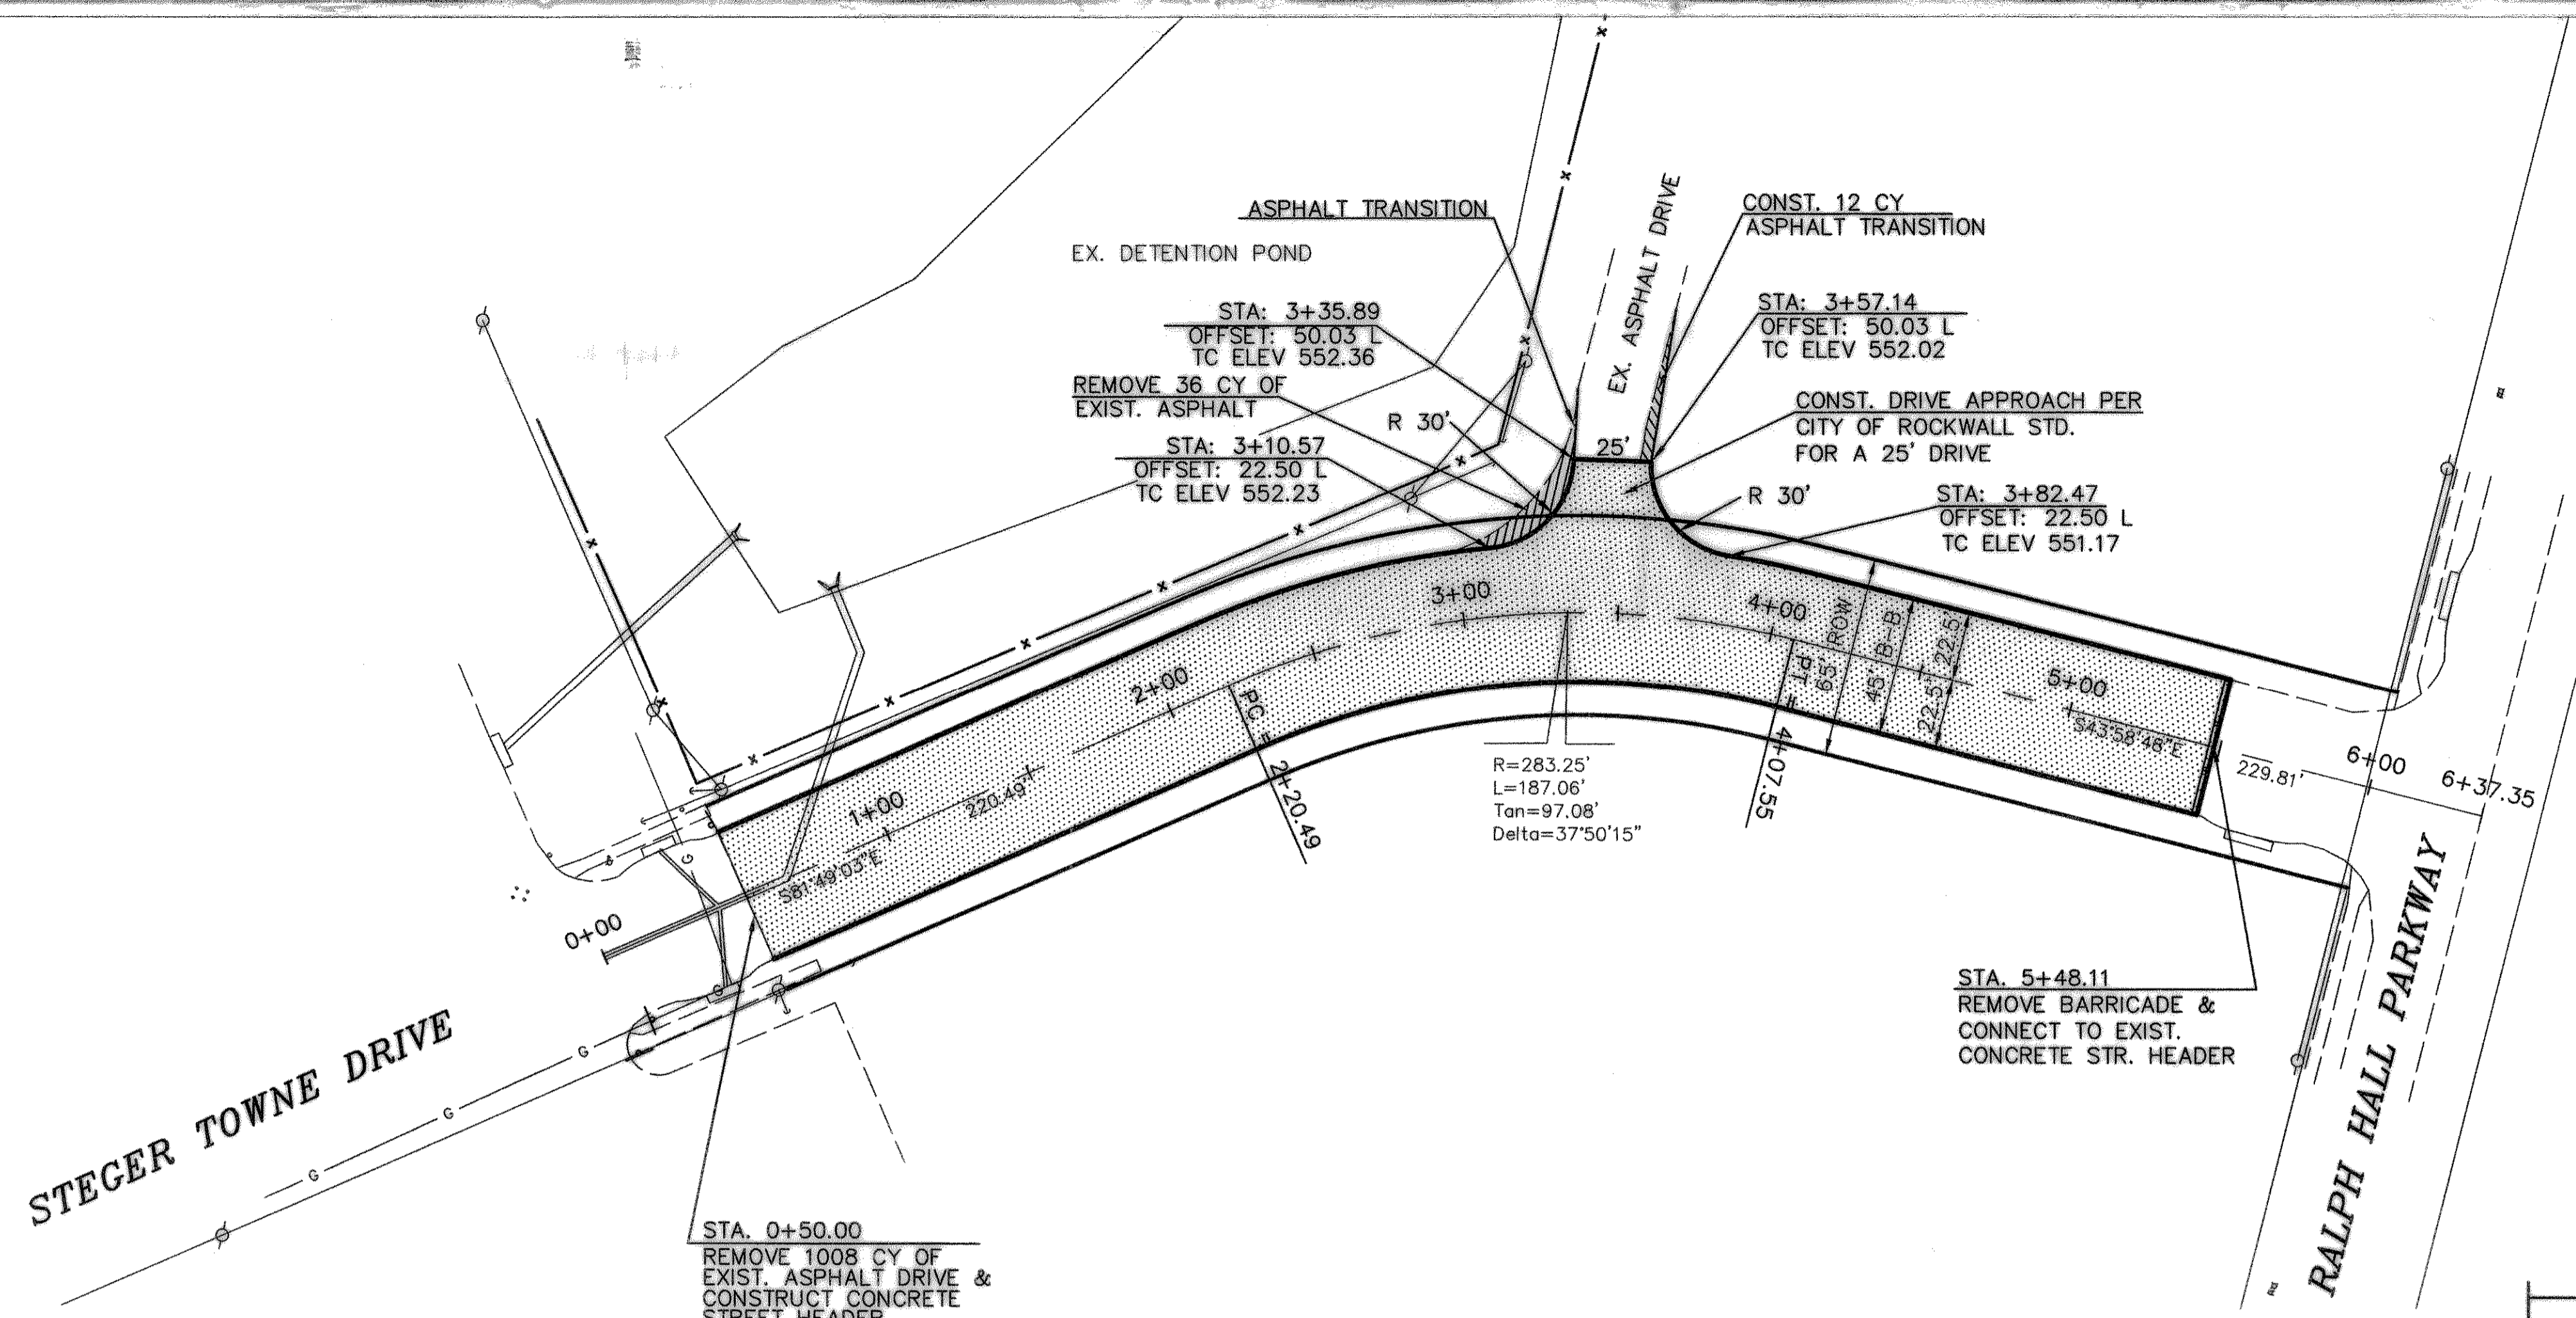 ASPHALT TRANSITION
EX. DETENTION POND
STA: 3+35.89
OFFSET: 50.03 L
TC ELEV 552.36
REMOVE 36 CY OF
EXIST. ASPHALT
R 30'
STA: 3+10.57
OFFSET: 22.50 L
TC ELEV 552.23
EX. ASPHALT DRIVE
25'
CONST. 12 CY
ASPHALT TRANSITION
STA: 3+57.14
OFFSET: 50.03 L
TC ELEV 552.02
CONST. DRIVE APPROACH PER
CITY OF ROCKWALL STD.
FOR A 25' DRIVE
R 30'
STA: 3+82.47
OFFSET: 22.50 L
TC ELEV 551.17
0+00
1+00
2+00
3+00
4+00
5+00
6+00
6+37.35
S81°49'03"E
220.49'
PC = 2+20.49
R=283.25'
L=187.06'
Tan=97.08'
Delta=37°50'15"
PT = 4+07.55
65' ROW
45' B-B
22.5'
22.5'
S43°58'48"E
229.81'
STA. 5+48.11
REMOVE BARRICADE &
CONNECT TO EXIST.
CONCRETE STR. HEADER
STA. 0+50.00
REMOVE 1008 CY OF
EXIST. ASPHALT DRIVE &
CONSTRUCT CONCRETE
STREET HEADER
STEGER TOWNE DRIVE
RALPH HALL PARKWAY
G
G
G
G
G
x
x
x
x
x
x
x
x
x
x
x